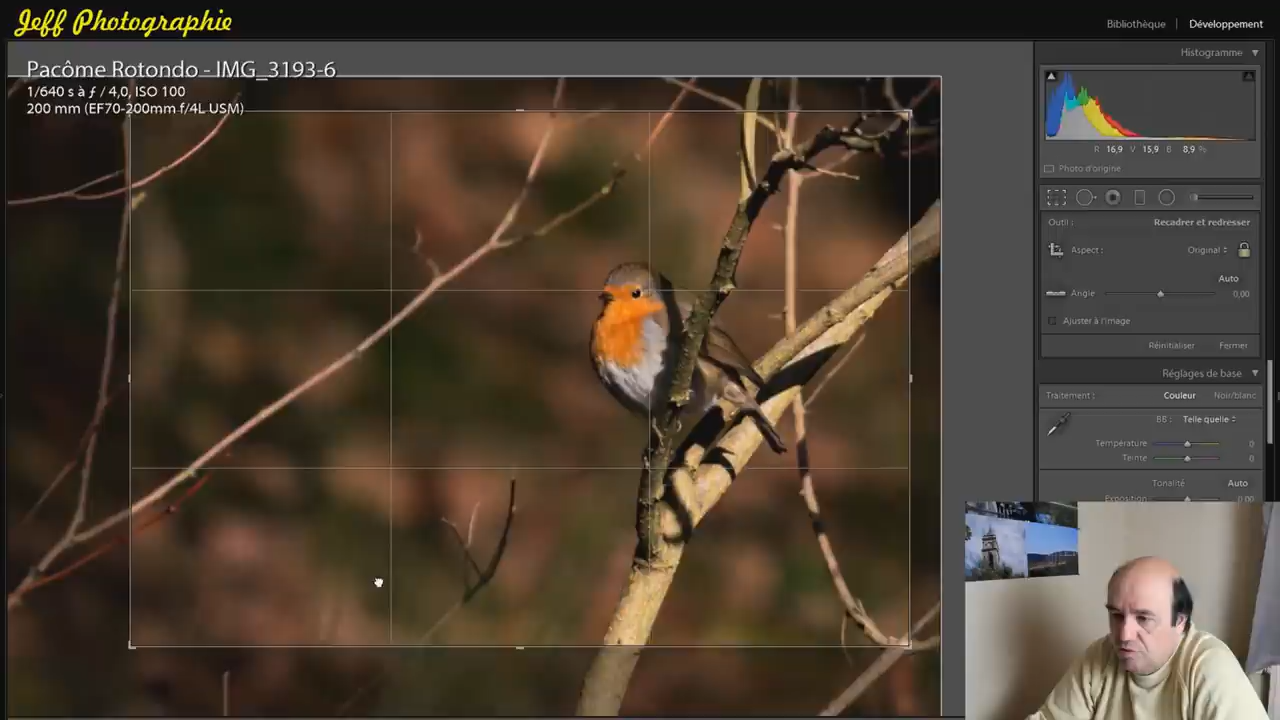 Jeff Photographie
Bibliothèque | Développement
Pacôme Rotondo - IMG_3193-6
1/640 s à ƒ / 4,0, ISO 100
200 mm (EF70-200mm f/4L USM)
Histogramme
R 16,9 V 15,9 B 8,9 %
Photo d'origine
Outil : Recadrer et redresser
Aspect : Original
Auto
Angle 0,00
Ajuster à l'image
Réinitialiser Fermer
Réglages de base
Traitement : Couleur Noir/blanc
BB : Telle quelle
Température 0
Teinte 0
Tonalité Auto
Exposition 0,00